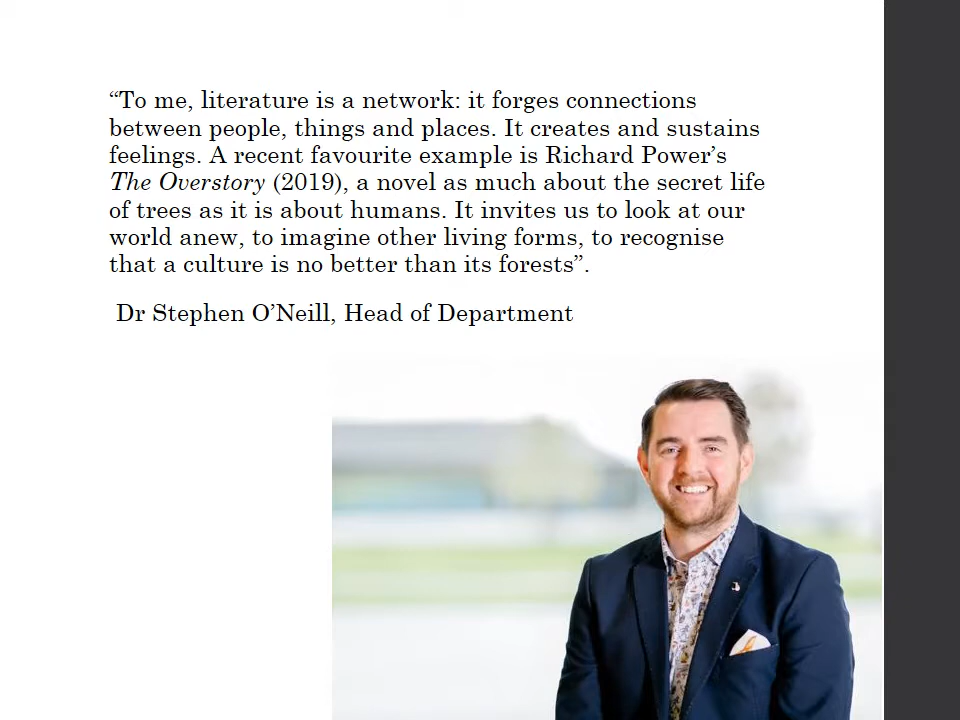 “To me, literature is a network: it forges connections
between people, things and places. It creates and sustains
feelings. A recent favourite example is Richard Power’s
The Overstory (2019), a novel as much about the secret life
of trees as it is about humans. It invites us to look at our
world anew, to imagine other living forms, to recognise
that a culture is no better than its forests”.
Dr Stephen O’Neill, Head of Department